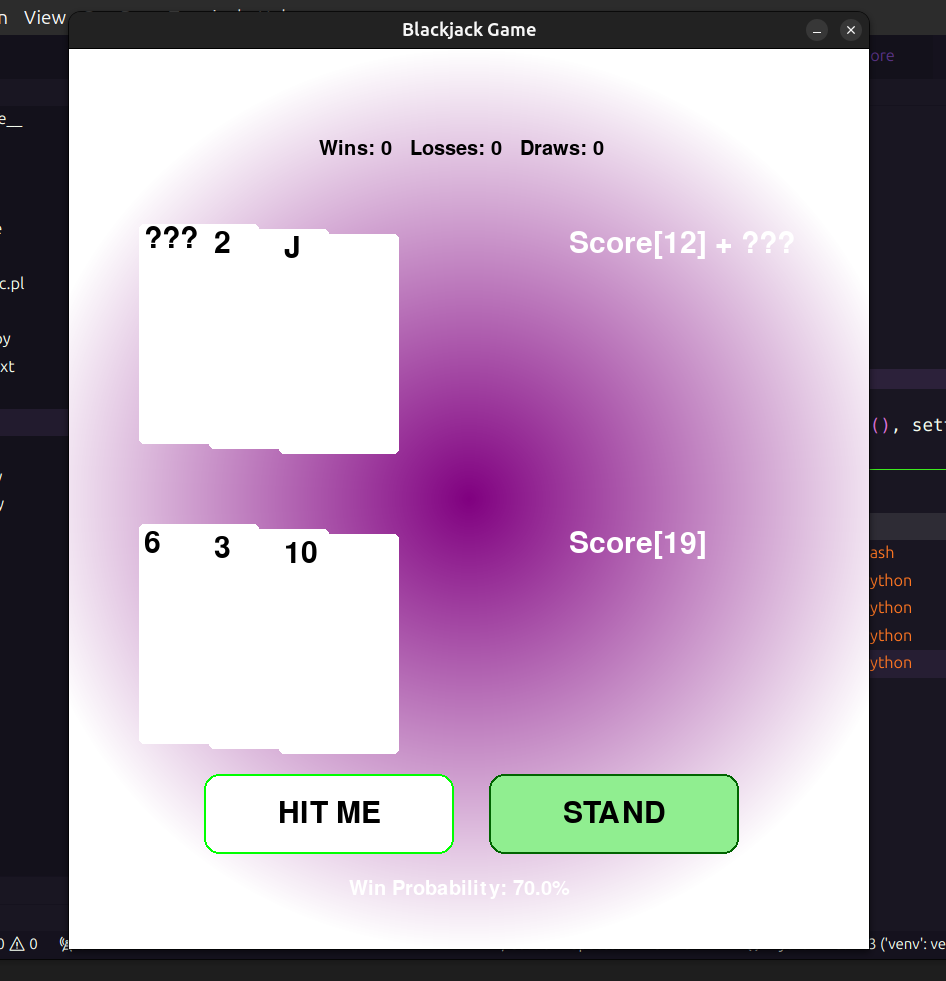 n View
Blackjack Game
ore
e__
Wins: 0 Losses: 0 Draws: 0
??? 2 J
Score[12] + ???
c.pl
py
xt
(), set
6 3 10
Score[19]
ash
ython
ython
ython
ython
HIT ME STAND
Win Probability: 70.0%
0 0
3 ('venv': ve